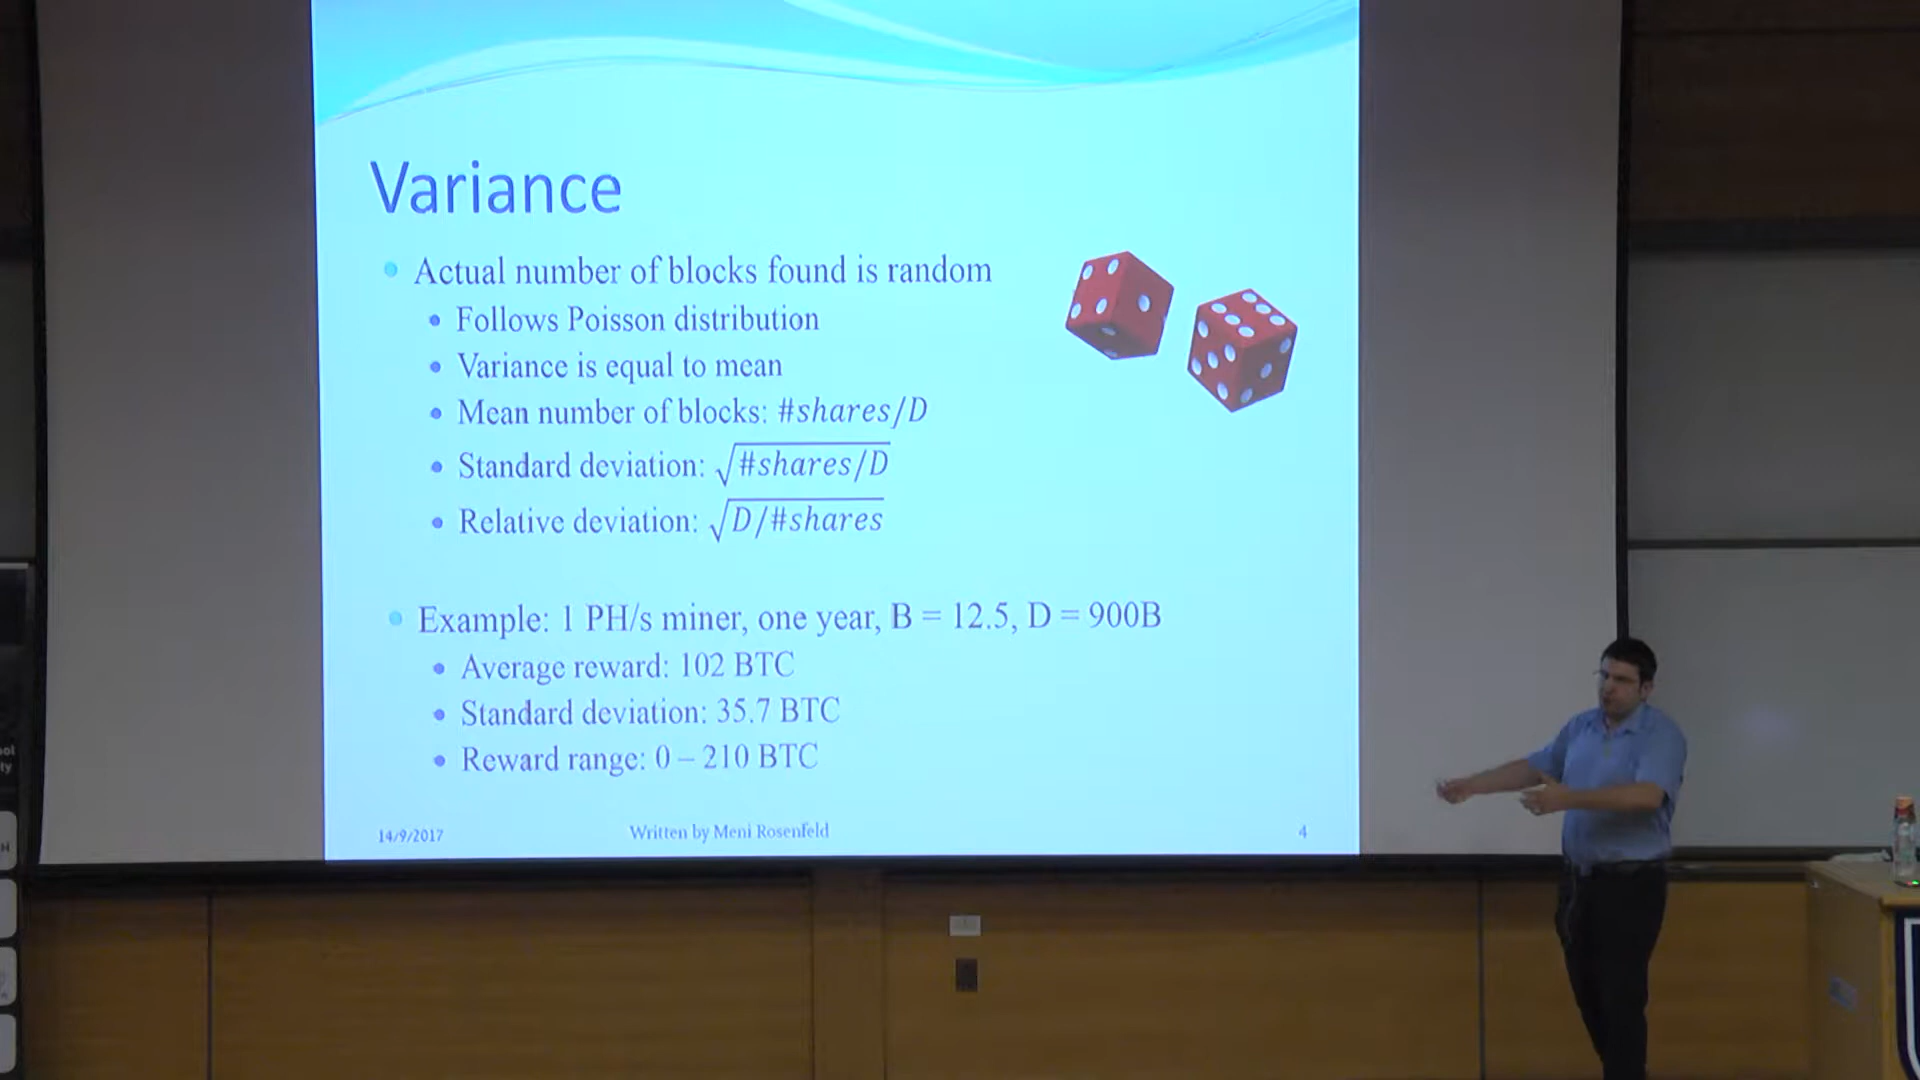 Variance
Actual number of blocks found is random
Follows Poisson distribution
Variance is equal to mean
Mean number of blocks: #shares/D
Standard deviation: √#shares/D
Relative deviation: √D/#shares
Example: 1 PH/s miner, one year, B = 12.5, D = 900B
Average reward: 102 BTC
Standard deviation: 35.7 BTC
Reward range: 0 – 210 BTC
14/9/2017
Written by Meni Rosenfeld
4